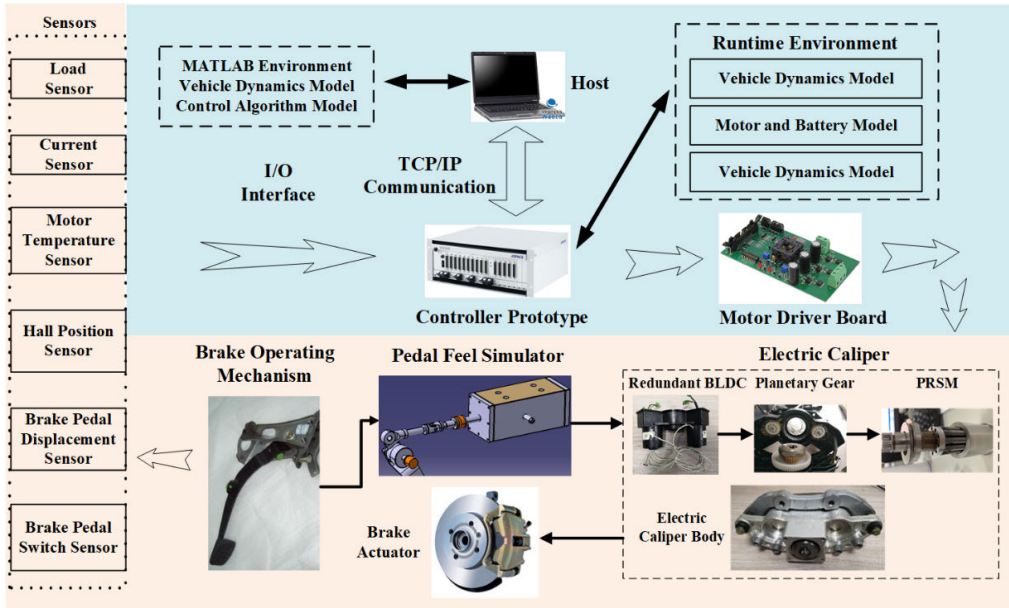 Sensors
Load
Sensor
Current
Sensor
Motor
Temperature
Sensor
Hall Position
Sensor
Brake Pedal
Displacement
Sensor
Brake Pedal
Switch Sensor
MATLAB Environment
Vehicle Dynamics Model
Control Algorithm Model
Host
I/O
Interface
TCP/IP
Communication
Runtime Environment
Vehicle Dynamics Model
Motor and Battery Model
Vehicle Dynamics Model
Controller Prototype
Motor Driver Board
Brake Operating
Mechanism
Pedal Feel Simulator
Electric Caliper
Redundant BLDC
Planetary Gear
PRSM
Brake
Actuator
Electric
Caliper Body